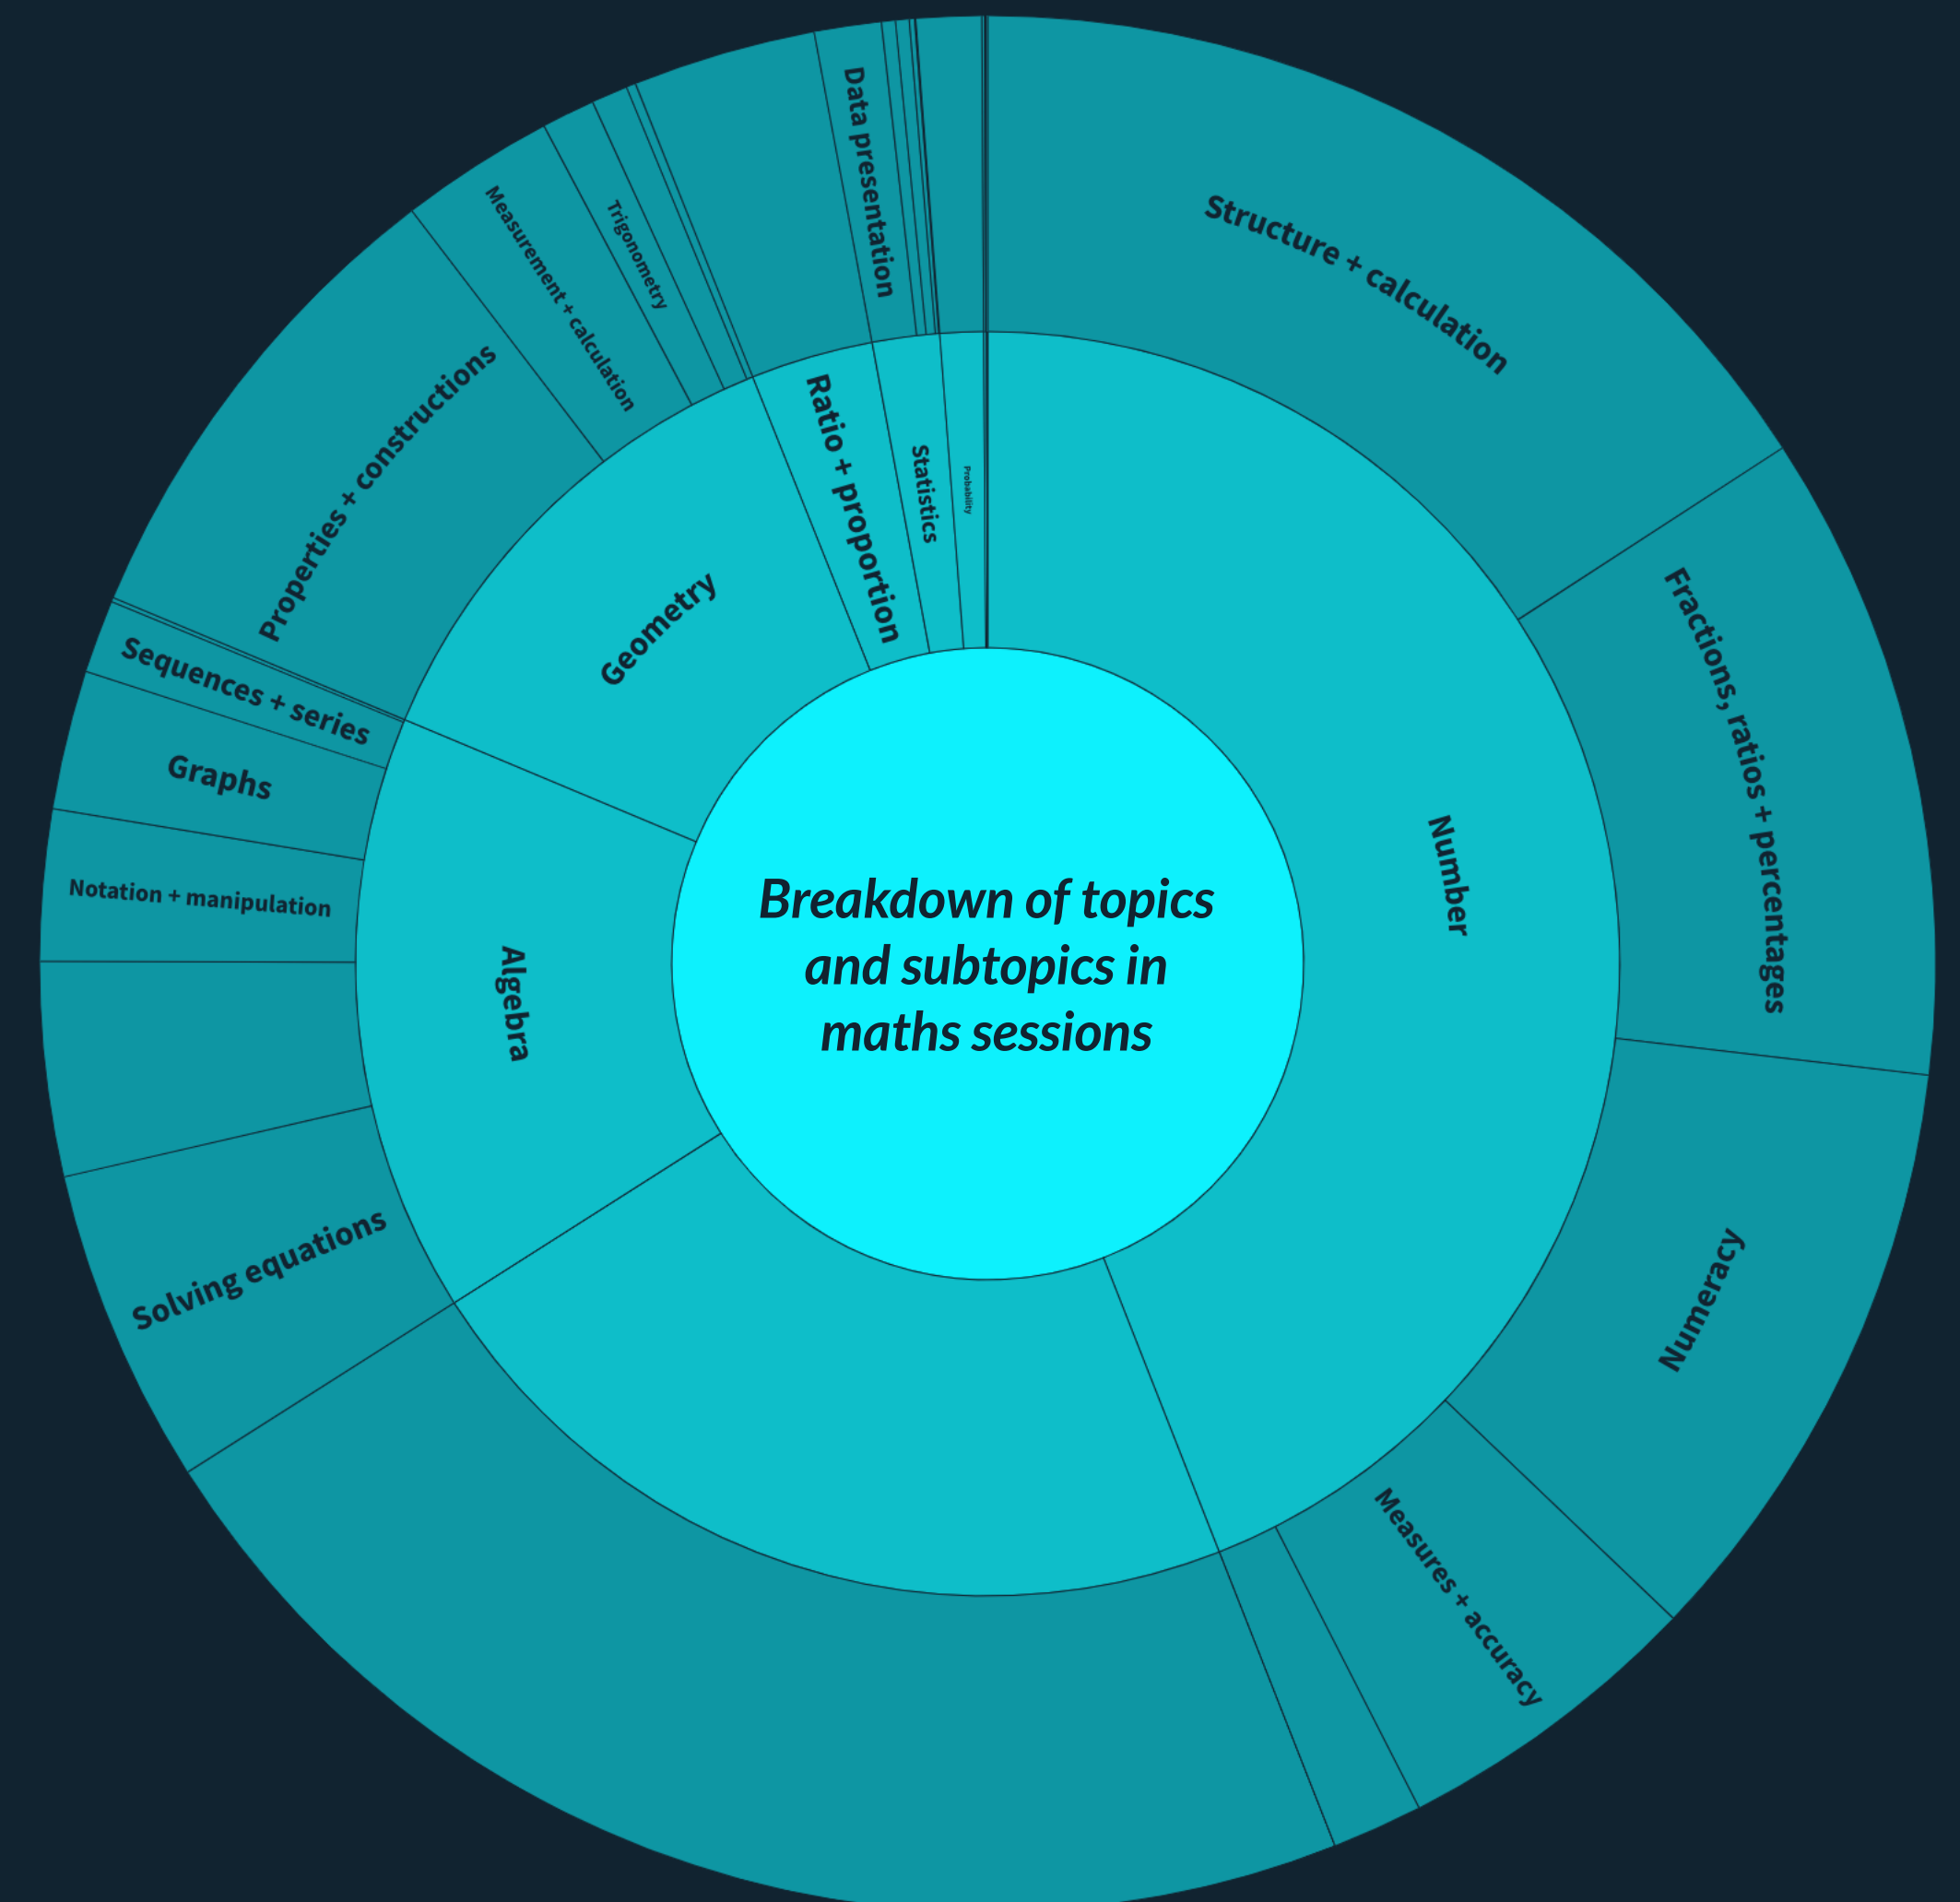 Breakdown of topics
and subtopics in
maths sessions
Number
Structure + calculation
Fractions, ratios + percentages
Numeracy
Measures + accuracy
Algebra
Solving equations
Notation + manipulation
Graphs
Sequences + series
Geometry
Properties + constructions
Measurement + calculation
Trigonometry
Ratio + proportion
Statistics
Data presentation
Probability